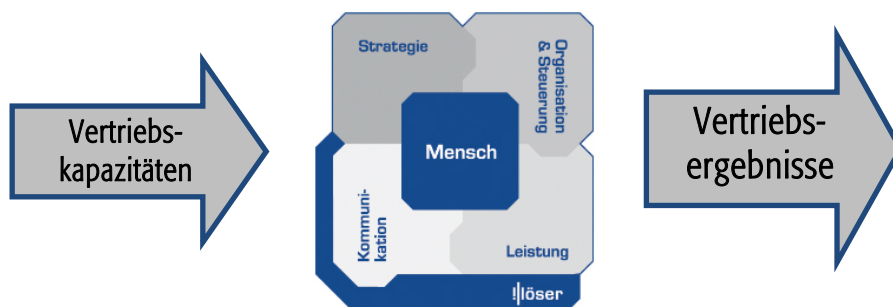 Vertriebs-
kapazitäten
Strategie
Organisation
& Steuerung
Mensch
Kommuni-
kation
Leistung
löser
Vertriebs-
ergebnisse